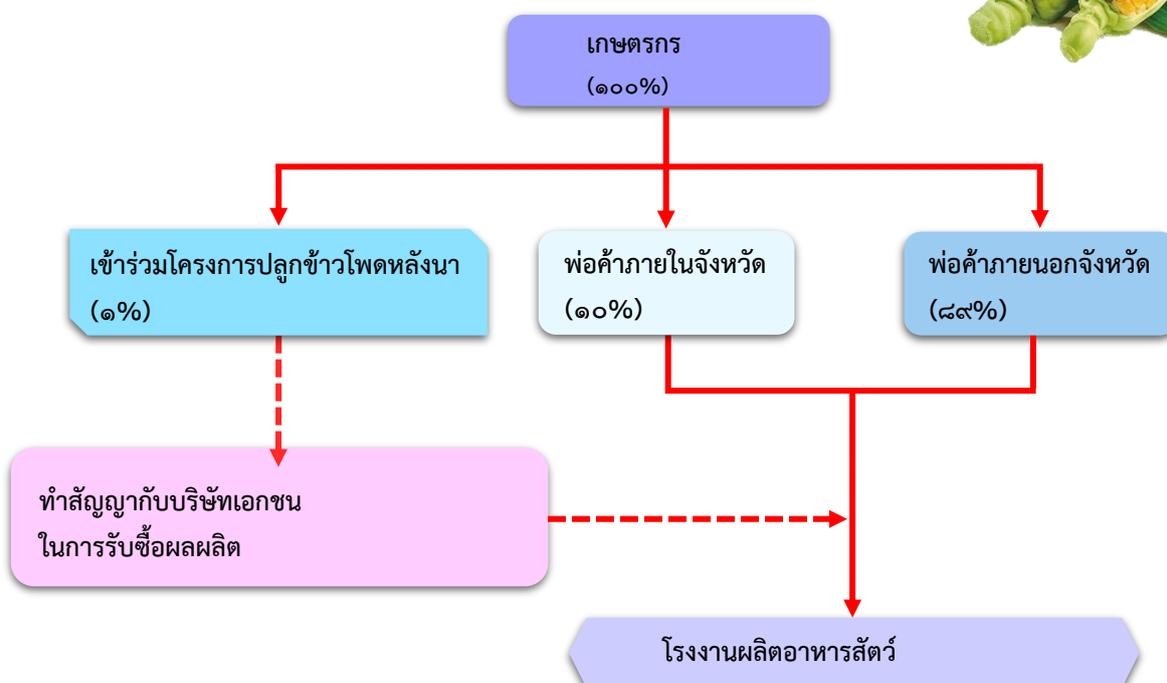 เกษตรกร
(๑๐๐%)
เข้าร่วมโครงการปลูกข้าวโพดหลังนา
(๑%)
พ่อค้าภายในจังหวัด
(๑๐%)
พ่อค้าภายนอกจังหวัด
(๘๙%)
ทำสัญญากับบริษัทเอกชน
ในการรับซื้อผลผลิต
โรงงานผลิตอาหารสัตว์